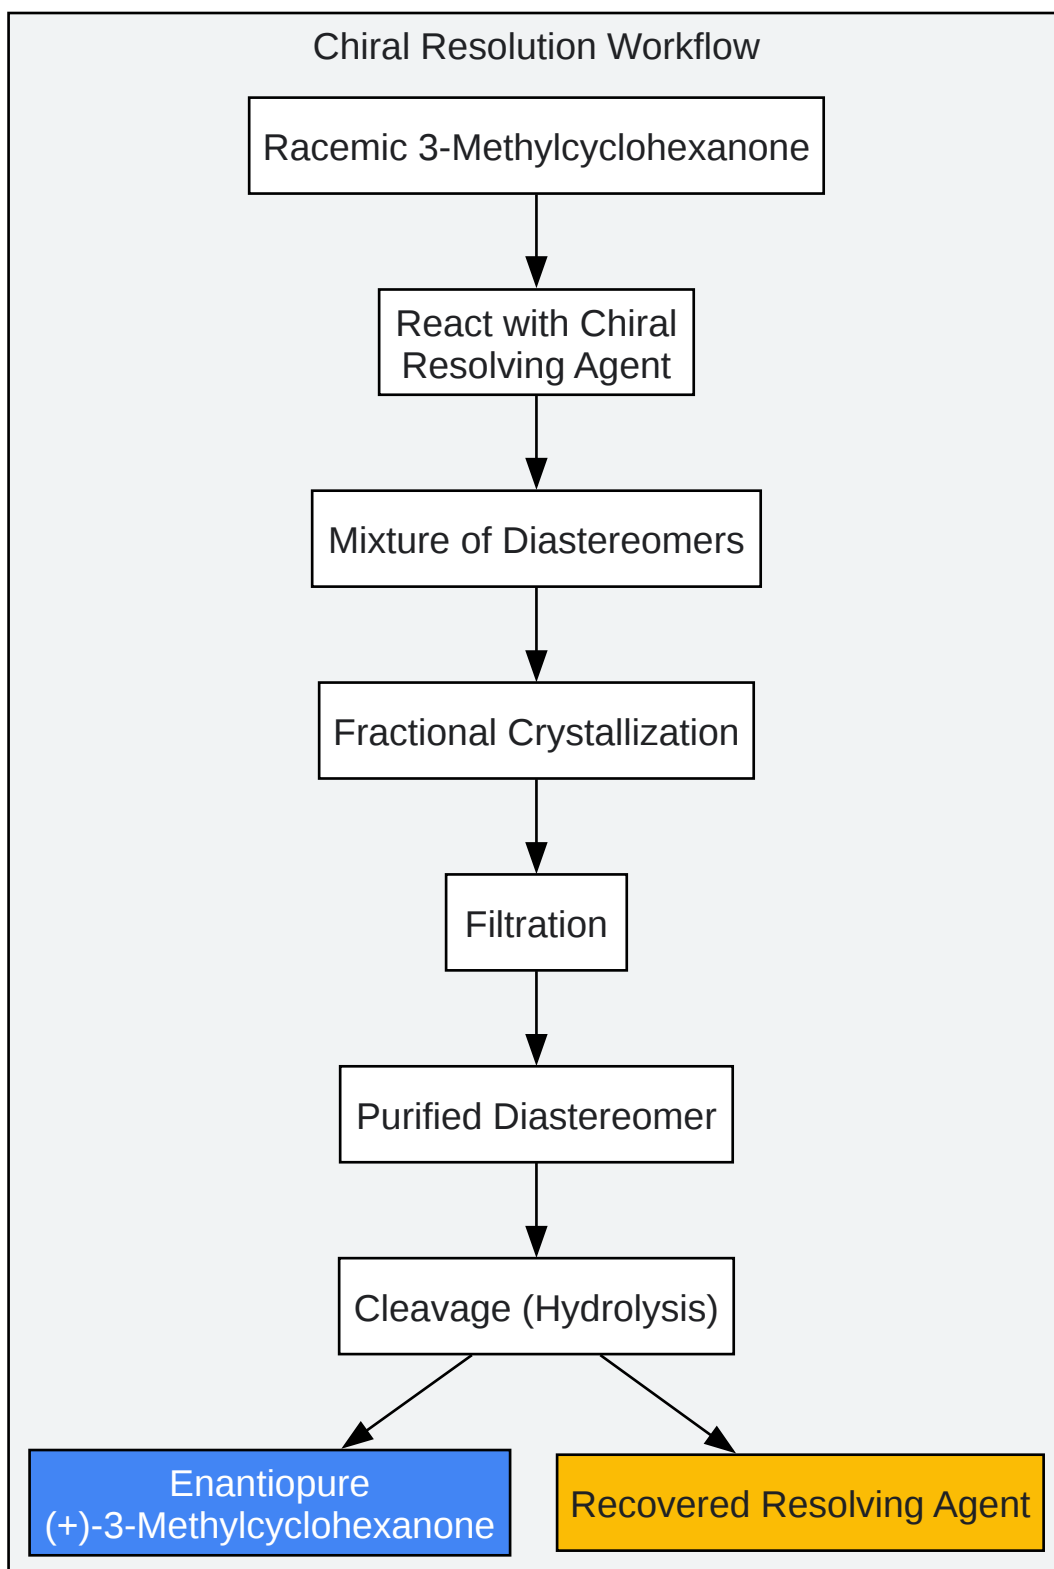 Chiral Resolution Workflow
Racemic 3-Methylcyclohexanone
React with Chiral
Resolving Agent
Mixture of Diastereomers
Fractional Crystallization
Filtration
Purified Diastereomer
Cleavage (Hydrolysis)
Enantiopure
(+)-3-Methylcyclohexanone
Recovered Resolving Agent